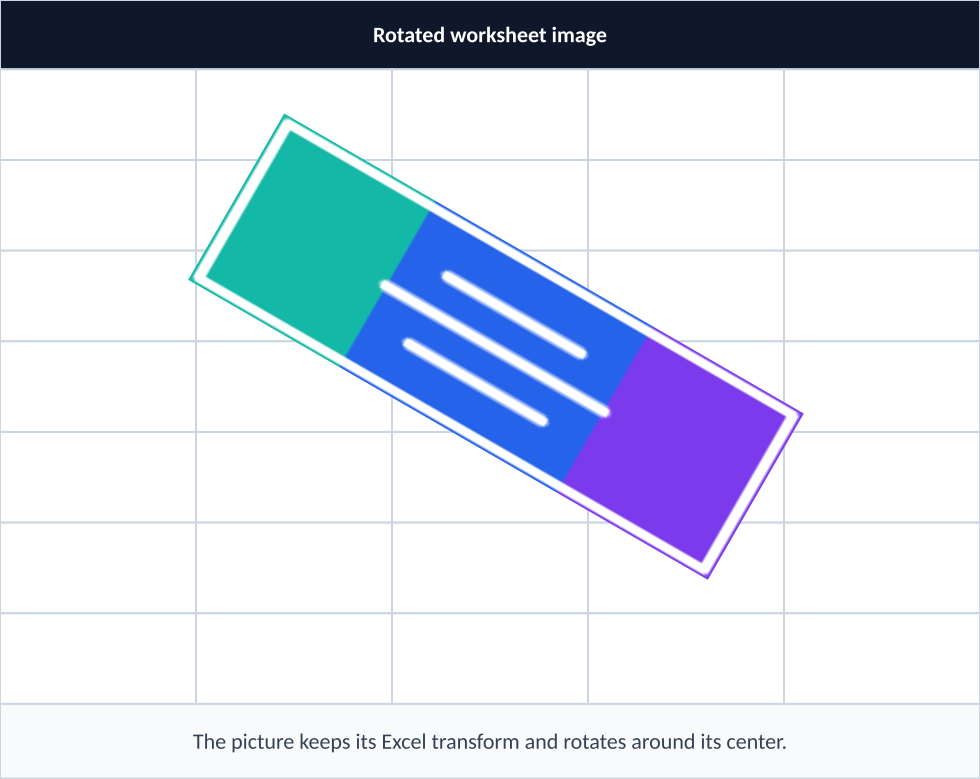 Rotated worksheet image
The picture keeps its Excel transform and rotates around its center.